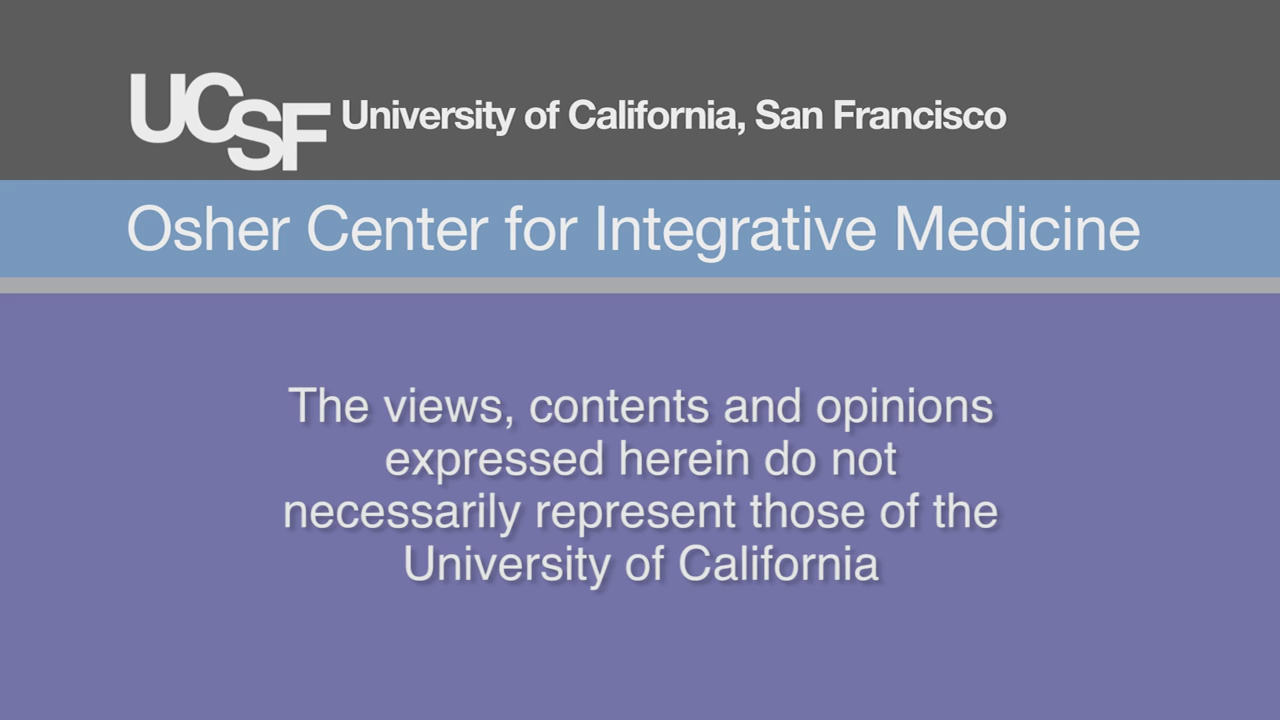 UCSF University of California, San Francisco
Osher Center for Integrative Medicine
The views, contents and opinions
expressed herein do not
necessarily represent those of the
University of California